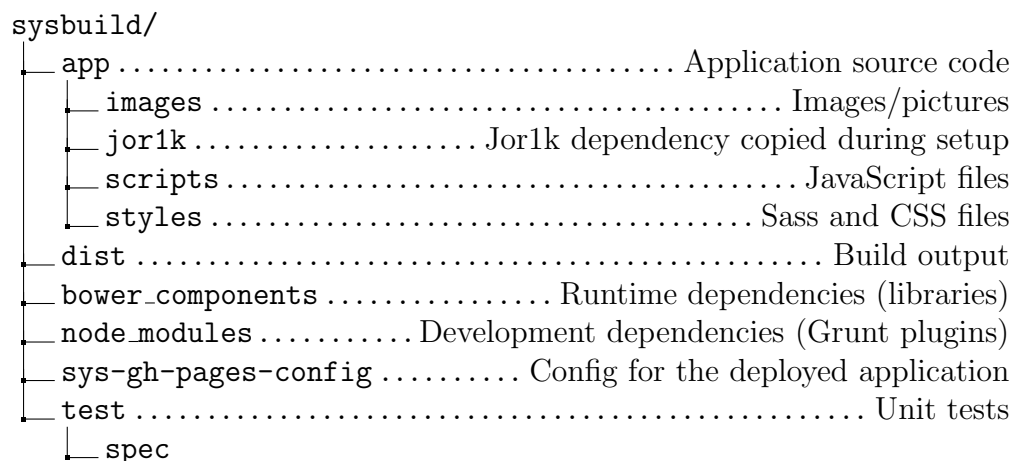 sysbuild/
app ........................................ Application source code
images ........................................ Images/pictures
jor1k .................... Jor1k dependency copied during setup
scripts ........................................ JavaScript files
styles ...................................... Sass and CSS files
dist ................................................ Build output
bower_components ................ Runtime dependencies (libraries)
node_modules ........... Development dependencies (Grunt plugins)
sys-gh-pages-config .......... Config for the deployed application
test ................................................... Unit tests
spec